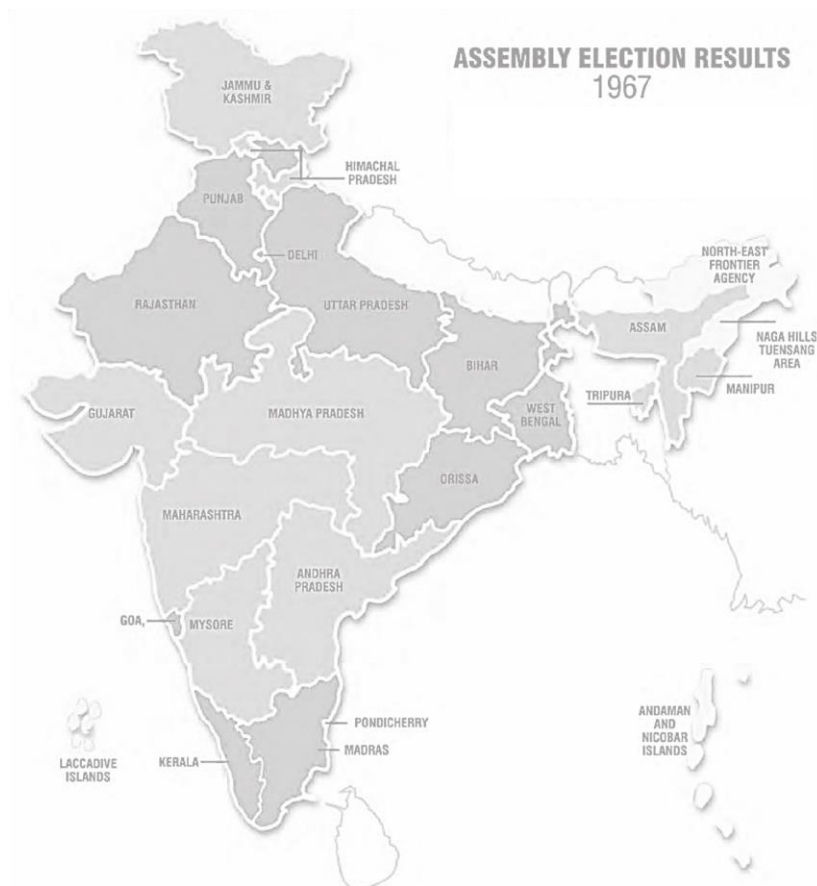 ASSEMBLY ELECTION RESULTS
1967
JAMMU &
KASHMIR
HIMACHAL
PRADESH
PUNJAB
DELHI
NORTH-EAST
FRONTIER
AGENCY
RAJASTHAN
UTTAR PRADESH
ASSAM
NAGA HILLS
TUENSANG
AREA
BIHAR
MANIPUR
TRIPURA
GUJARAT
MADHYA PRADESH
WEST
BENGAL
ORISSA
MAHARASHTRA
ANDHRA
PRADESH
GOA,
MYSORE
ANDAMAN
AND
NICOBAR
ISLANDS
PONDICHERRY
MADRAS
KERALA
LACCADIVE
ISLANDS